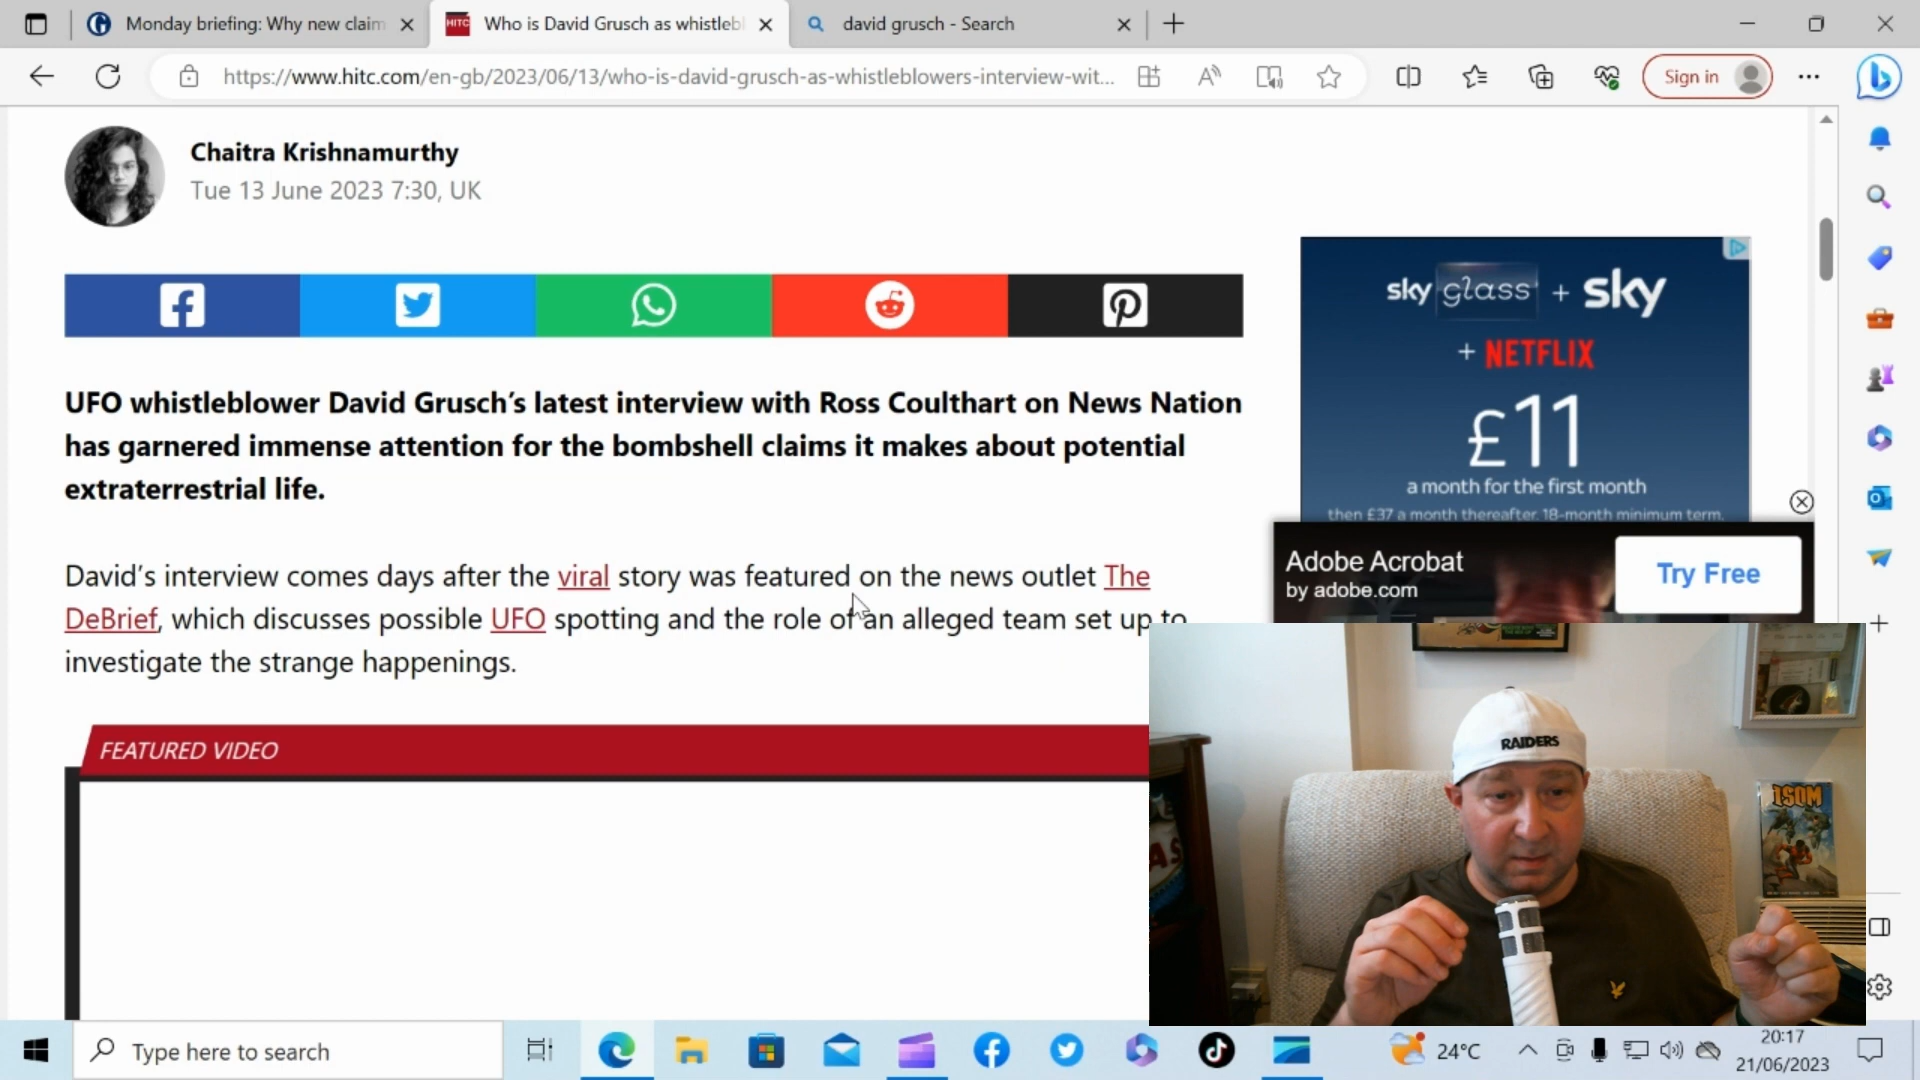 Monday briefing: Why new claim
HITC
Who is David Grusch as whistlebl
david grusch - Search
https://www.hitc.com/en-gb/2023/06/13/who-is-david-grusch-as-whistleblowers-interview-wit...
Sign in
Chaitra Krishnamurthy
Tue 13 June 2023 7:30, UK
UFO whistleblower David Grusch’s latest interview with Ross Coulthart on News Nation
has garnered immense attention for the bombshell claims it makes about potential
extraterrestrial life.
David’s interview comes days after the viral story was featured on the news outlet The
DeBrief, which discusses possible UFO spotting and the role of an alleged team set up to
investigate the strange happenings.
FEATURED VIDEO
sky glass + sky
+ NETFLIX
£11
a month for the first month
then £37 a month thereafter. 18-month minimum term.
Adobe Acrobat
by adobe.com
Try Free
RAIDERS
ISOM
Type here to search
24°C
20:17
21/06/2023